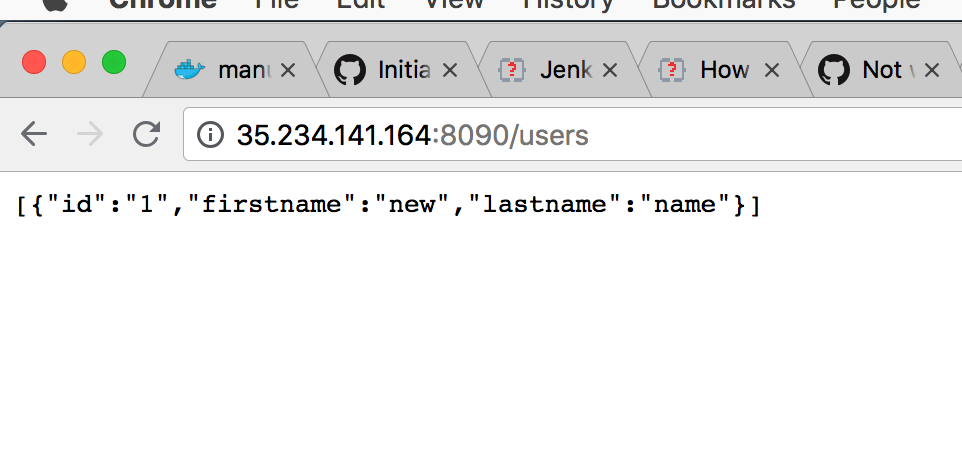 Chrome File Edit View History Bookmarks People
manu Initia Jenk How Not
35.234.141.164:8090/users
[{"id":"1","firstname":"new","lastname":"name"}]